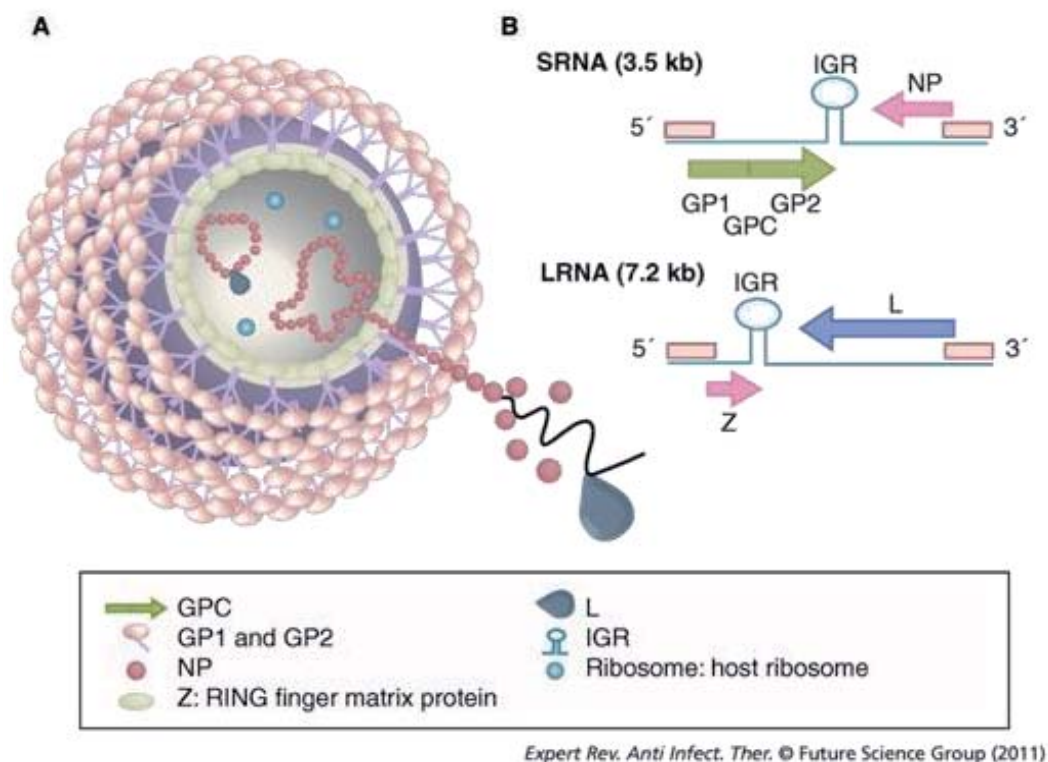 A
B
SRNA (3.5 kb)
IGR
NP
5´
3´
GP1
GP2
GPC
LRNA (7.2 kb)
IGR
L
5´
3´
Z
GPC
GP1 and GP2
NP
Z: RING finger matrix protein
L
IGR
Ribosome: host ribosome
Expert Rev. Anti Infect. Ther. © Future Science Group (2011)